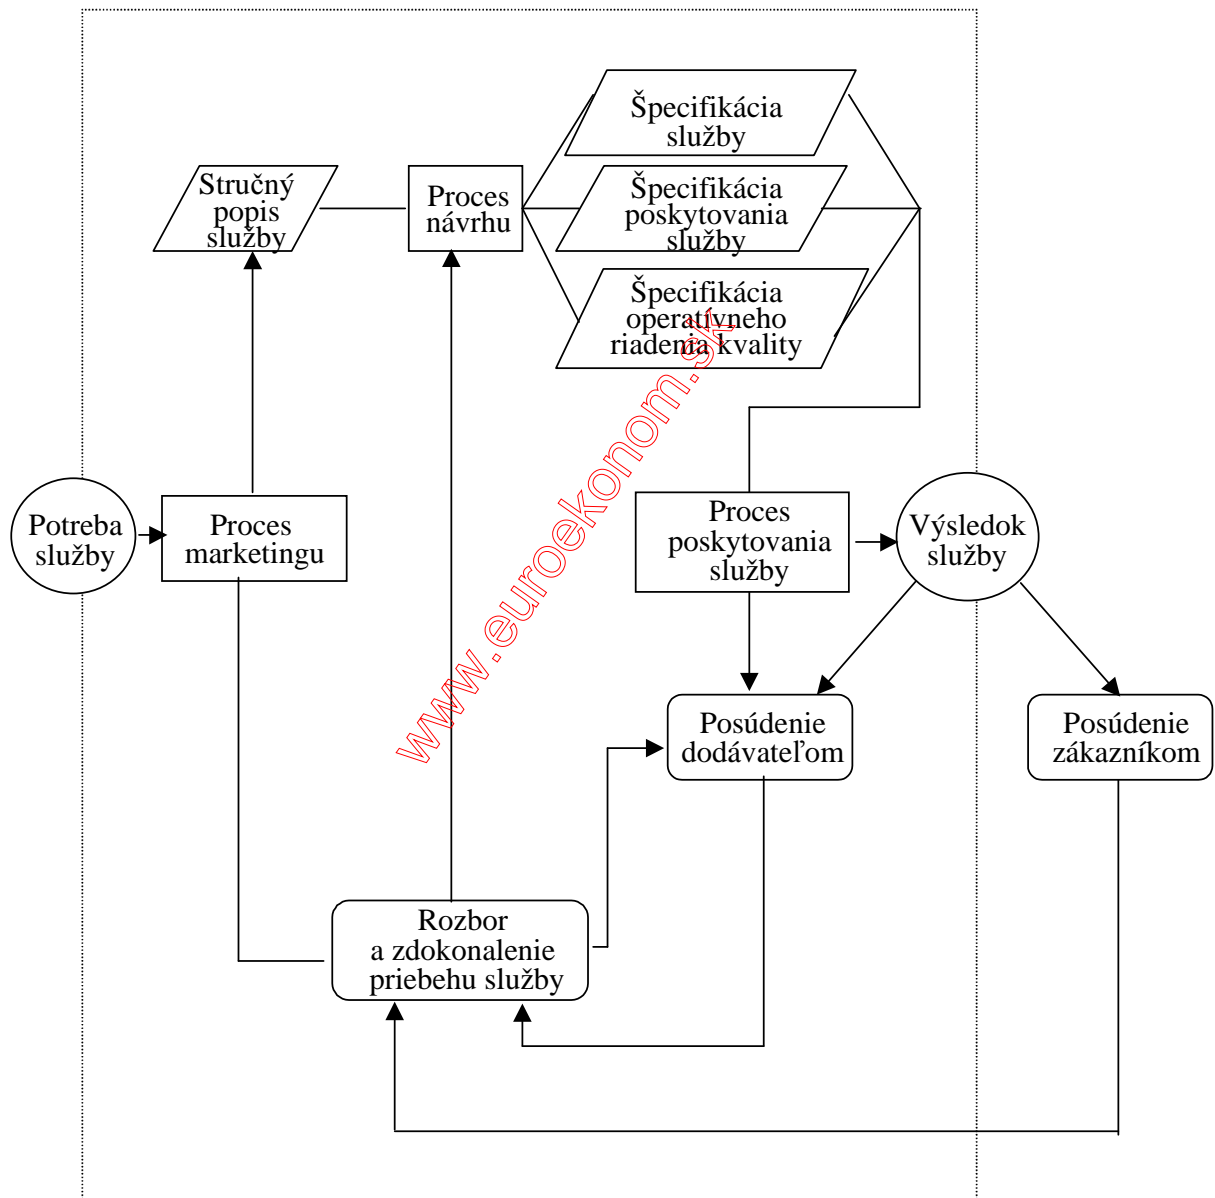 Špecifikácia
služby
Stručný
popis
služby
Proces
návrhu
Špecifikácia
poskytovania
služby
Špecifikácia
operatívneho
riadenia kvality
www.euroekonom.sk
Potreba
služby
Proces
marketingu
Proces
poskytovania
služby
Výsledok
služby
Posúdenie
dodávateľom
Posúdenie
zákazníkom
Rozbor
a zdokonalenie
priebehu služby